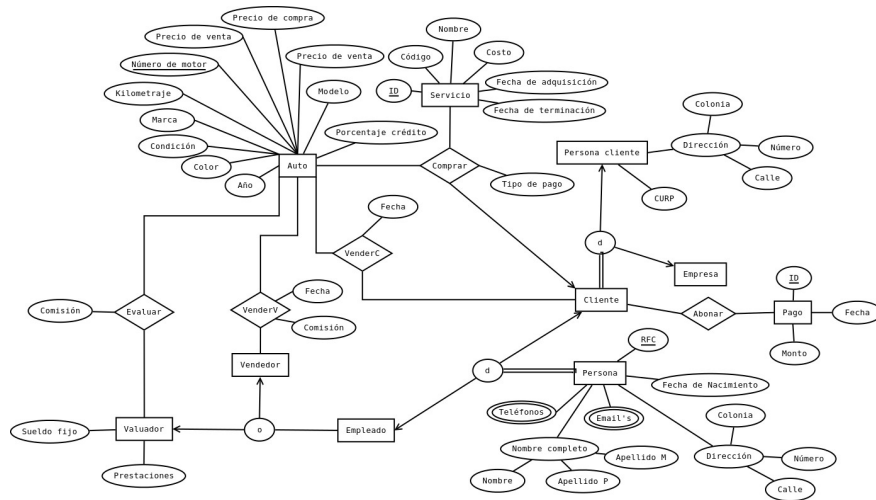 Precio de compra
Precio de venta
Número de motor
Kilometraje
Marca
Condición
Color
Año
Precio de venta
Modelo
Porcentaje crédito
Auto
Nombre
Código
Costo
ID
Servicio
Fecha de adquisición
Fecha de terminación
Comprar
Tipo de pago
Persona cliente
Colonia
Dirección
Número
Calle
CURP
Fecha
VenderC
d
Empresa
Cliente
Abonar
ID
Pago
Fecha
Monto
Comisión
Evaluar
VenderV
Fecha
Comisión
Vendedor
RFC
d
Persona
Fecha de Nacimiento
Teléfonos
Email's
Colonia
Dirección
Número
Calle
Nombre completo
Apellido M
Nombre
Apellido P
Sueldo fijo
Valuador
o
Empleado
Prestaciones